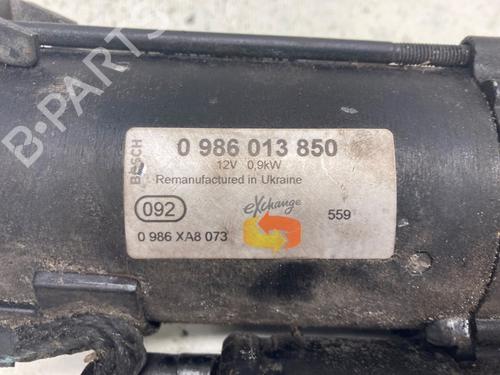 B-Parts
BOSCH
0 986 013 850
12V 0,9kW
Remanufactured in Ukraine
092
eXchange
559
0 986 XA8 073